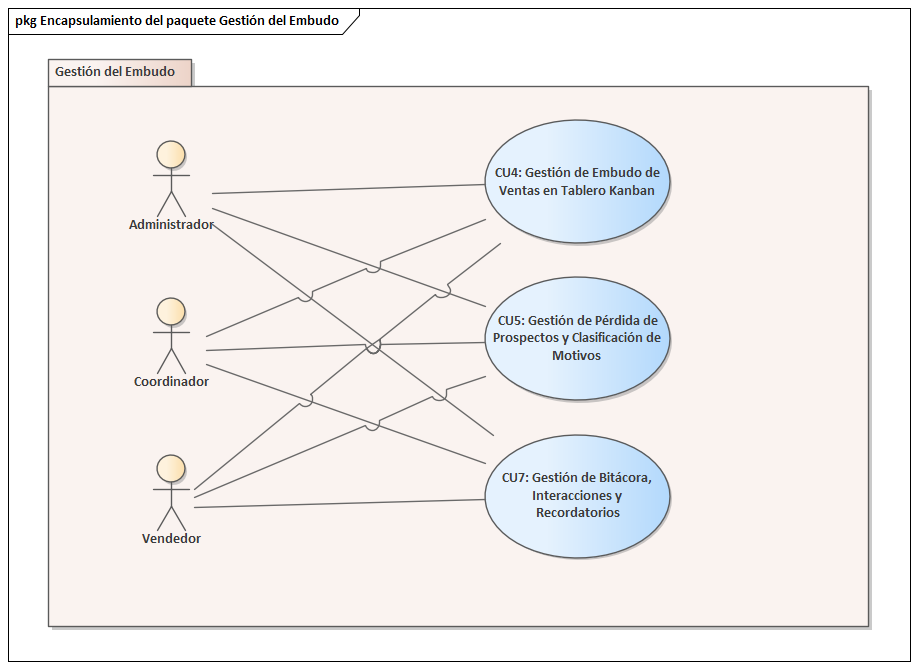 pkg Encapsulamiento del paquete Gestión del Embudo
Gestión del Embudo
Administrador
CU4: Gestión de Embudo de
Ventas en Tablero Kanban
Coordinador
CU5: Gestión de Pérdida de
Prospectos y Clasificación de
Motivos
Vendedor
CU7: Gestión de Bitácora,
Interacciones y
Recordatorios